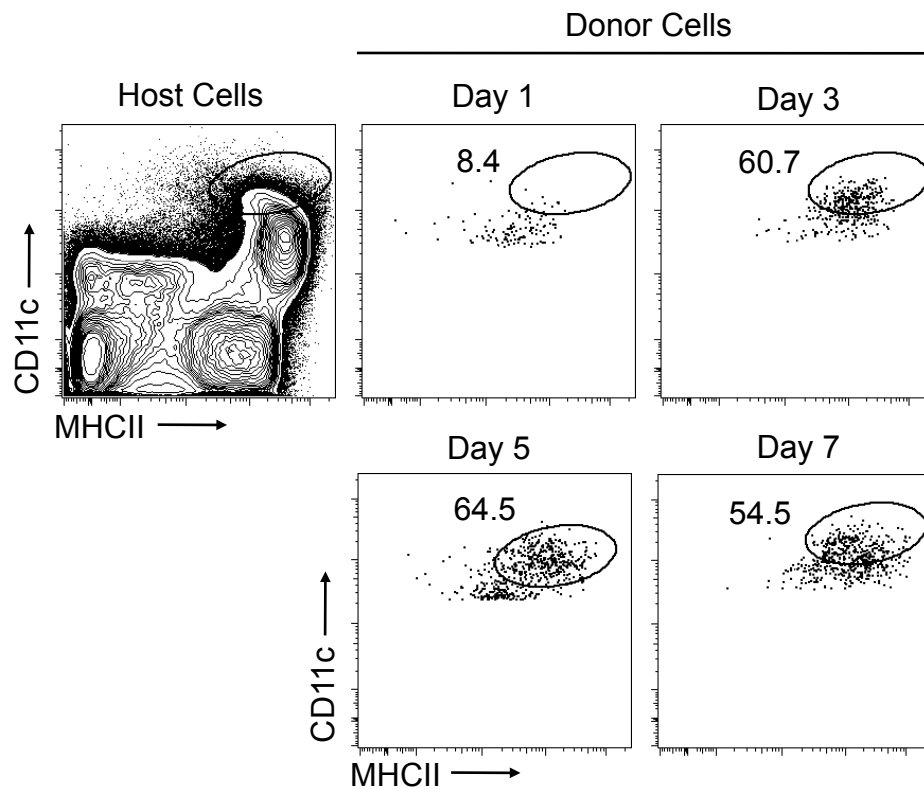 Donor Cells
Host Cells
Day 1
Day 3
8.4
60.7
CD11c
MHCII
Day 5
Day 7
64.5
54.5
CD11c
MHCII